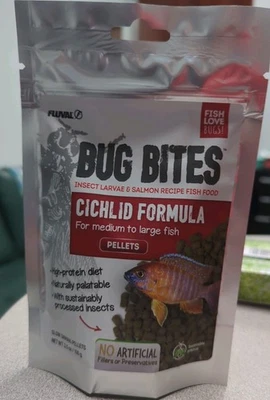 FLUVAL
FISH
LOVE
BUGS!
BUG BITES™
INSECT LARVAE & SALMON RECIPE FISH FOOD
CICHLID FORMULA
For medium to large fish
PELLETS
High-protein diet
Naturally palatable
With sustainably
processed insects
NO ARTIFICIAL
Fillers or Preservatives